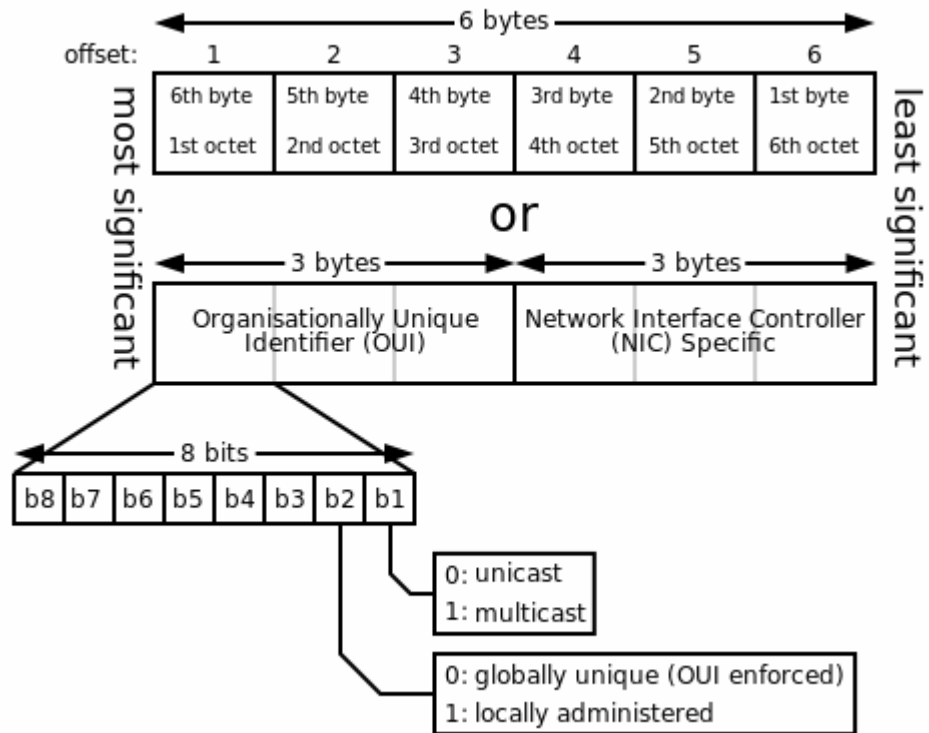 6 bytes
offset: 1 2 3 4 5 6
most significant
6th byte 5th byte 4th byte 3rd byte 2nd byte 1st byte
1st octet 2nd octet 3rd octet 4th octet 5th octet 6th octet
least significant
or
3 bytes 3 bytes
Organisationally Unique
Identifier (OUI)
Network Interface Controller
(NIC) Specific
8 bits
b8 b7 b6 b5 b4 b3 b2 b1
0: unicast
1: multicast
0: globally unique (OUI enforced)
1: locally administered